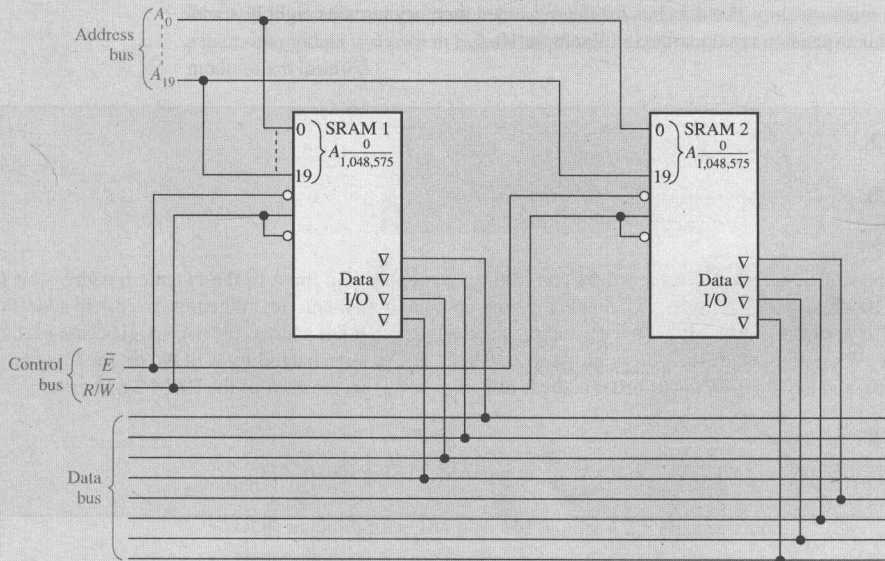 Address
bus
A₀
A₁₉
0
19
SRAM 1
A 0/1,048,575
Data
I/O
0
19
SRAM 2
A 0/1,048,575
Data
I/O
Control
bus
E̅
R/W̅
Data
bus